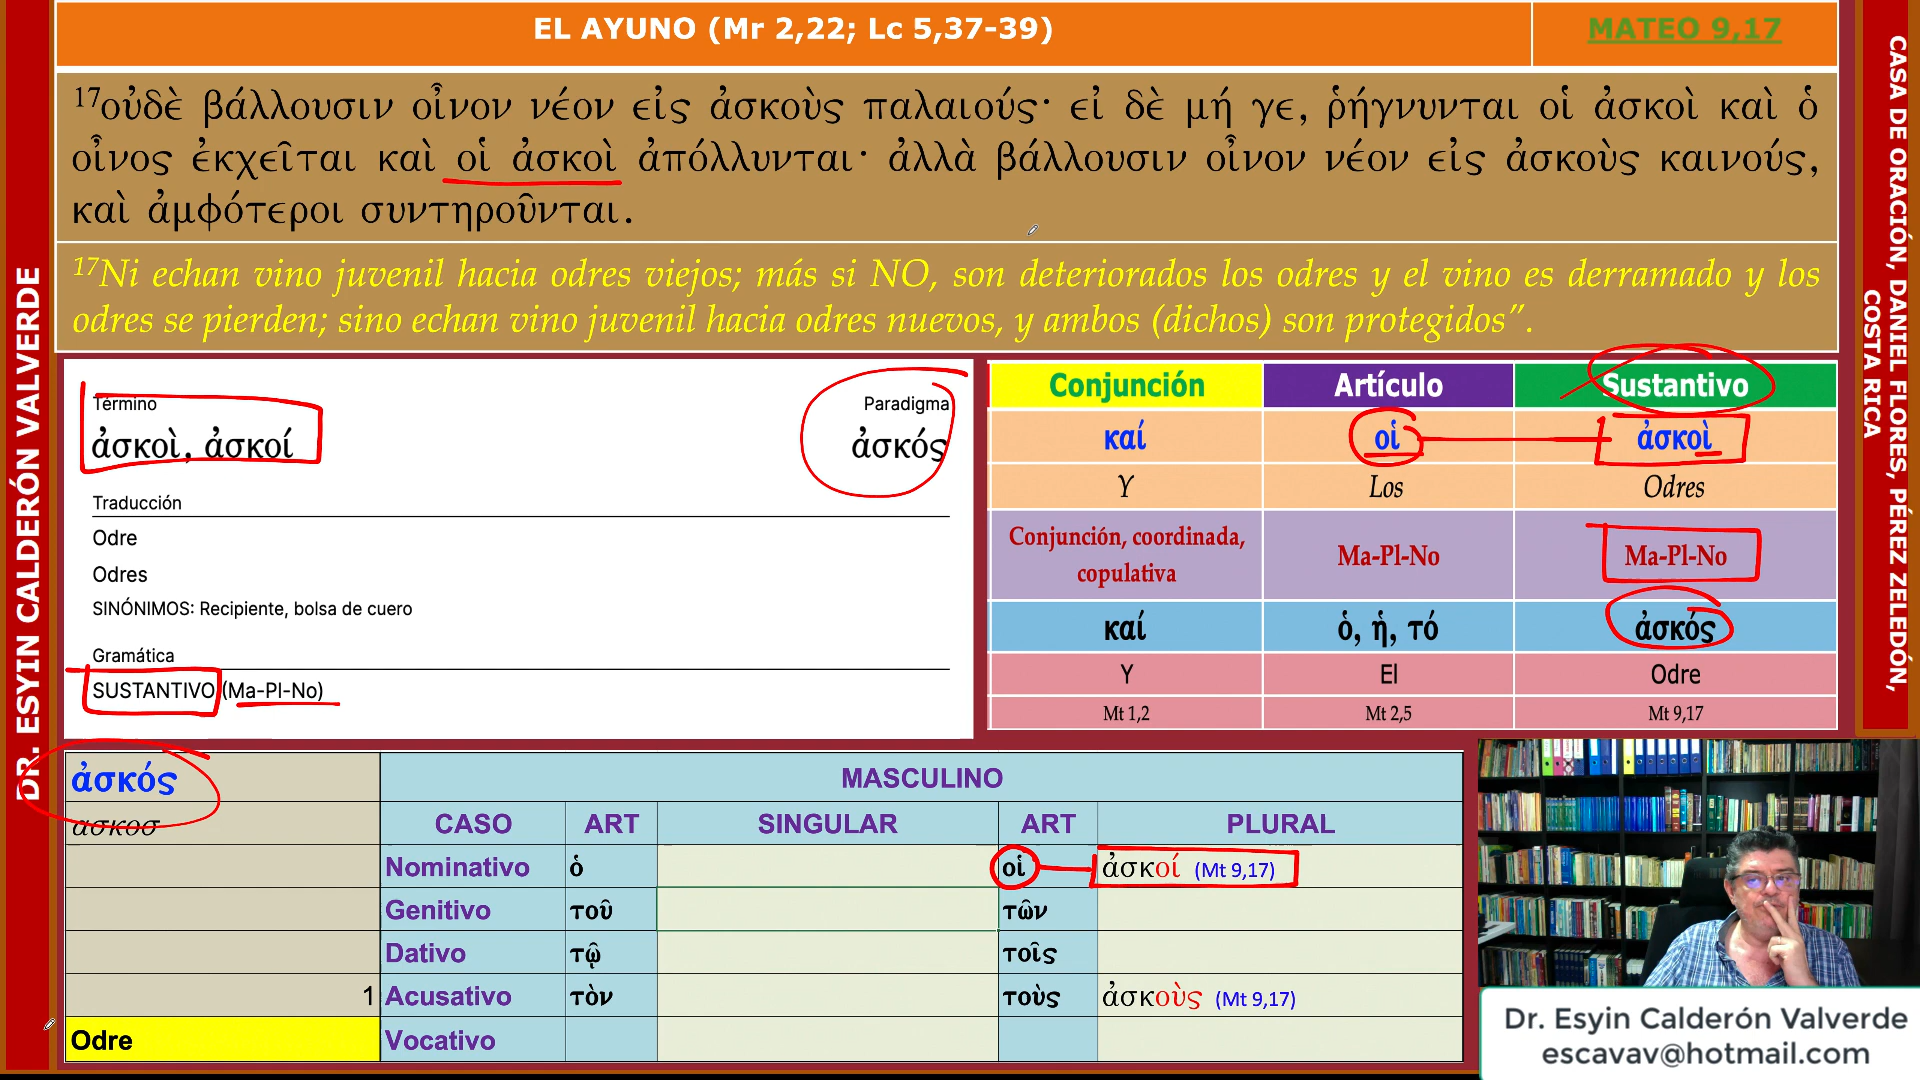 EL AYUNO (Mr 2,22; Lc 5,37-39)
MATEO 9,17
¹⁷οὐδὲ βάλλουσιν οἶνον νέον εἰς ἀσκοὺς παλαιούς· εἰ δὲ μή γε, ῥήγνυνται οἱ ἀσκοὶ καὶ ὁ
οἶνος ἐκχεῖται καὶ οἱ ἀσκοὶ ἀπόλλυνται· ἀλλὰ βάλλουσιν οἶνον νέον εἰς ἀσκοὺς καινούς,
καὶ ἀμφότεροι συντηροῦνται.
¹⁷Ni echan vino juvenil hacia odres viejos; más si NO, son deteriorados los odres y el vino es derramado y los
odres se pierden; sino echan vino juvenil hacia odres nuevos, y ambos (dichos) son protegidos”.
DR. ESYIN CALDERÓN VALVERDE
CASA DE ORACIÓN, DANIEL FLORES, PÉREZ ZELEDÓN,
COSTA RICA
Término Paradigma
ἀσκοὶ, ἀσκοί ἀσκός
Traducción
Odre
Odres
SINÓNIMOS: Recipiente, bolsa de cuero
Gramática
SUSTANTIVO (Ma-Pl-No)
Conjunción Artículo Sustantivo
καί οἱ ἀσκοὶ
Y Los Odres
Conjunción, coordinada,
copulativa
Ma-Pl-No Ma-Pl-No
καί ὁ, ἡ, τό ἀσκός
Y El Odre
Mt 1,2 Mt 2,5 Mt 9,17
ἀσκός MASCULINO
ασκοσ CASO ART SINGULAR ART PLURAL
Nominativo ὁ οἱ ἀσκοί (Mt 9,17)
Genitivo τοῦ τῶν
Dativo τῷ τοῖς
1 Acusativo τὸν τοὺς ἀσκοὺς (Mt 9,17)
Odre Vocativo
Dr. Esyin Calderón Valverde
escavav@hotmail.com